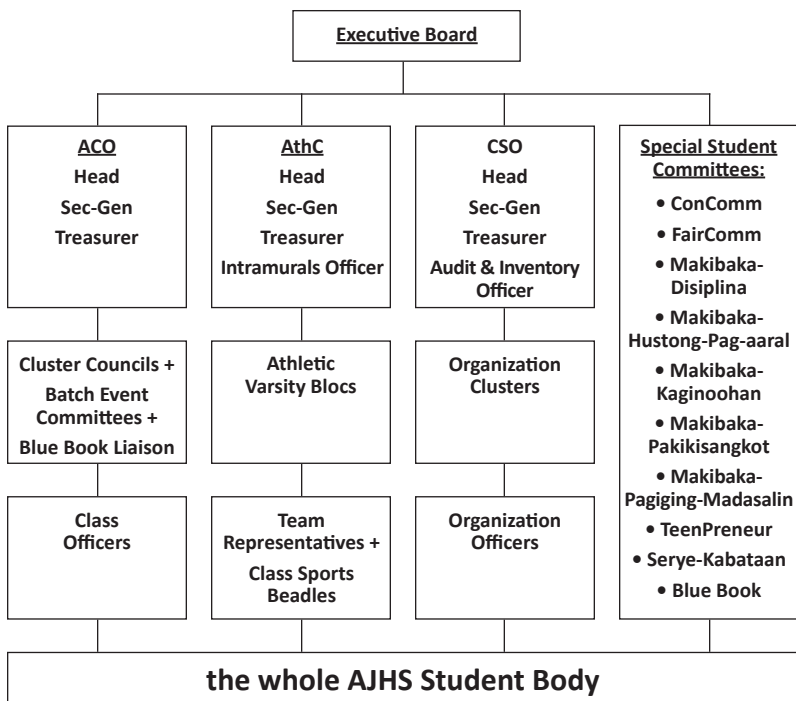 Executive Board
ACO
Head
Sec-Gen
Treasurer
AthC
Head
Sec-Gen
Treasurer
Intramurals Officer
CSO
Head
Sec-Gen
Treasurer
Audit & Inventory
Officer
Special Student
Committees:
• ConComm
• FairComm
• Makibaka-
Disiplina
• Makibaka-
Hustong-Pag-aaral
• Makibaka-
Kaginoohan
• Makibaka-
Pakikisangkot
• Makibaka-
Pagiging-Madasalin
• TeenPreneur
• Serye-Kabataan
• Blue Book
Cluster Councils +
Batch Event
Committees +
Blue Book Liaison
Athletic
Varsity Blocs
Organization
Clusters
Class
Officers
Team
Representatives +
Class Sports
Beadles
Organization
Officers
the whole AJHS Student Body